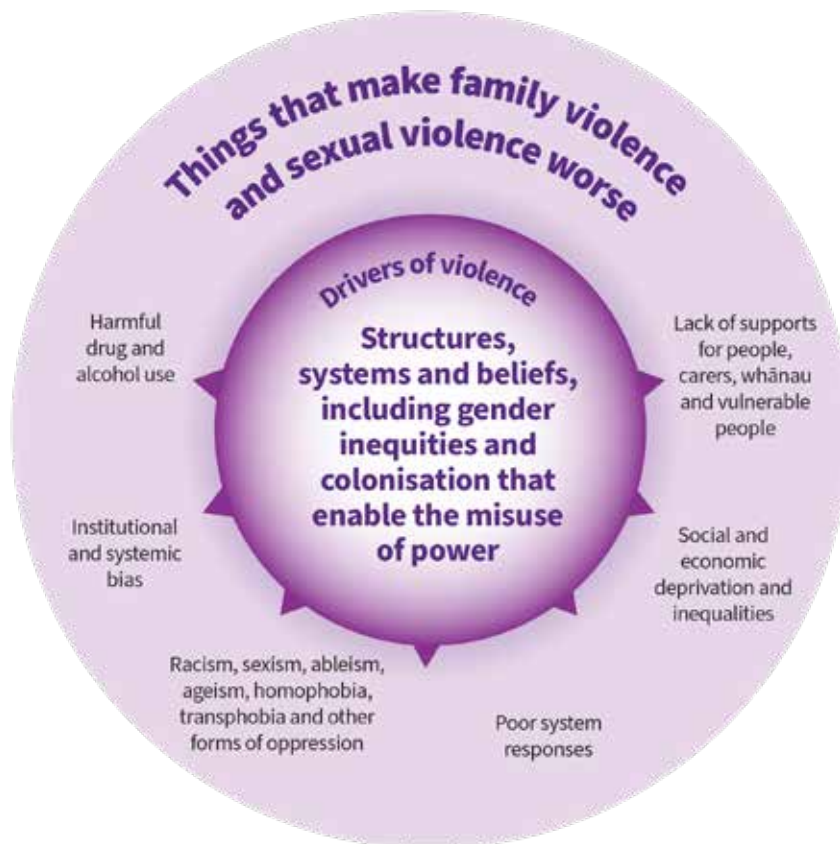 Things that make family violence
and sexual violence worse
Drivers of violence
Structures,
systems and beliefs,
including gender
inequities and
colonisation that
enable the misuse
of power
Harmful
drug and
alcohol use
Institutional
and systemic
bias
Racism, sexism, ableism,
ageism, homophobia,
transphobia and other
forms of oppression
Poor system
responses
Social and
economic
deprivation and
inequalities
Lack of supports
for people,
carers, whānau
and vulnerable
people